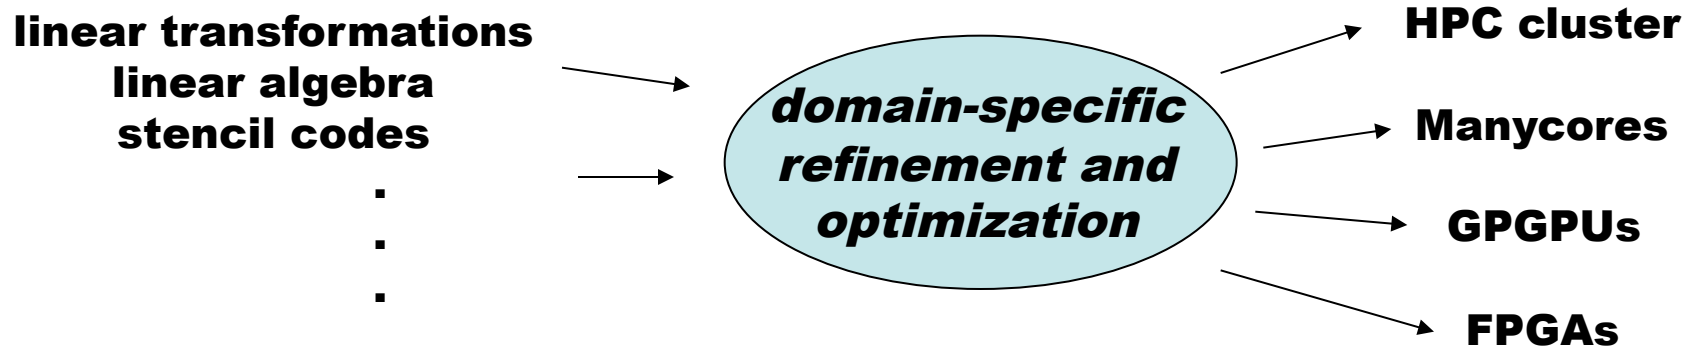 linear transformations
linear algebra
stencil codes
.
.
.
domain-specific
refinement and
optimization
HPC cluster
Manycores
GPGPUs
FPGAs